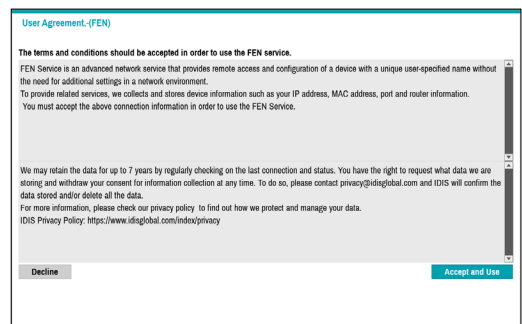 User Agreement.-(FEN)
The terms and conditions should be accepted in order to use the FEN service.
FEN Service is an advanced network service that provides remote access and configuration of a device with a unique user-specified name without
the need for additional settings in a network environment.
To provide related services, we collects and stores device information such as your IP address, MAC address, port and router information.
You must accept the above connection information in order to use the FEN Service.
We may retain the data for up to 7 years by regularly checking on the last connection and status. You have the right to request what data we are
storing and withdraw your consent for information collection at any time. To do so, please contact privacy@idisglobal.com and IDIS will confirm the
data stored and/or delete all the data.
For more information, please check our privacy policy to find out how we protect and manage your data.
IDIS Privacy Policy: https://www.idisglobal.com/index/privacy
Decline Accept and Use